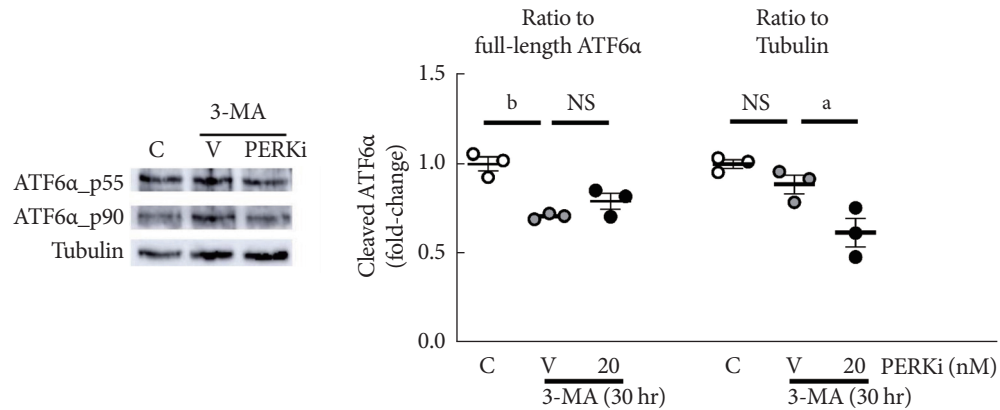 3-MA
C V PERKi
ATF6α_p55
ATF6α_p90
Tubulin
Ratio to
full-length ATF6α
Ratio to
Tubulin
Cleaved ATF6α
(fold-change)
1.5
1.0
0.5
0.0
b NS NS a
C V 20 C V 20 PERKi (nM)
3-MA (30 hr) 3-MA (30 hr)